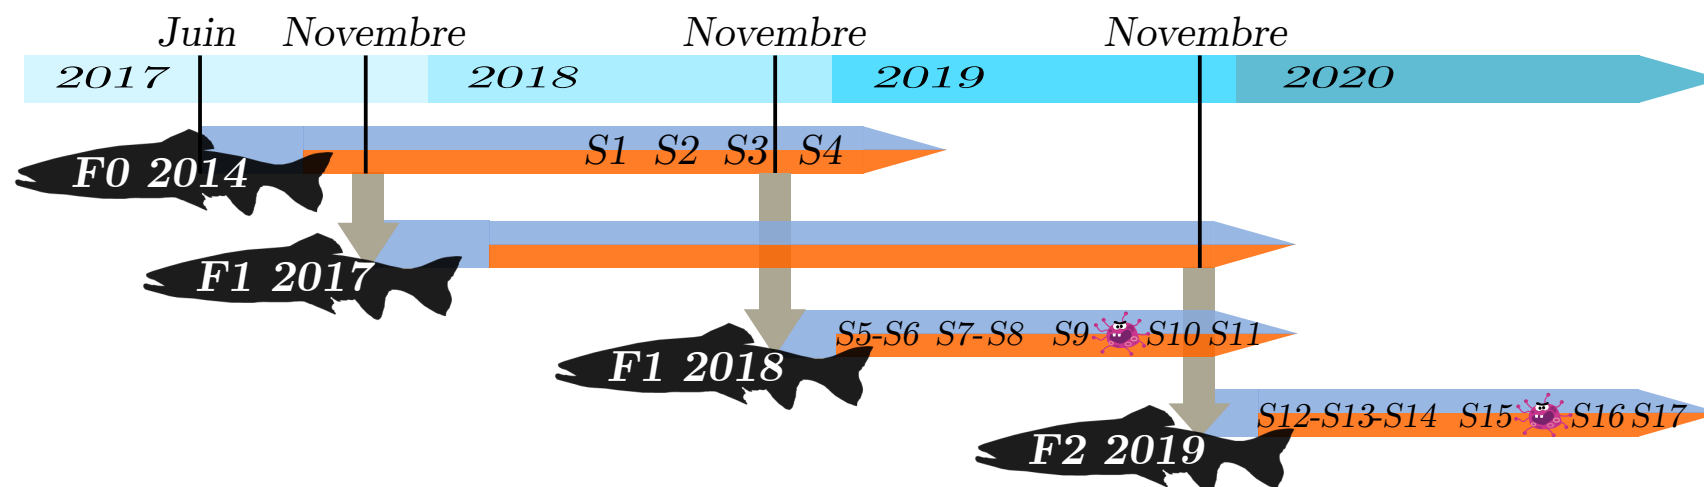 Juin Novembre Novembre Novembre
2017 2018 2019 2020
S1 S2 S3 S4
F0 2014
F1 2017
S5-S6 S7-S8 S9 S10 S11
F1 2018
S12-S13-S14 S15 S16 S17
F2 2019